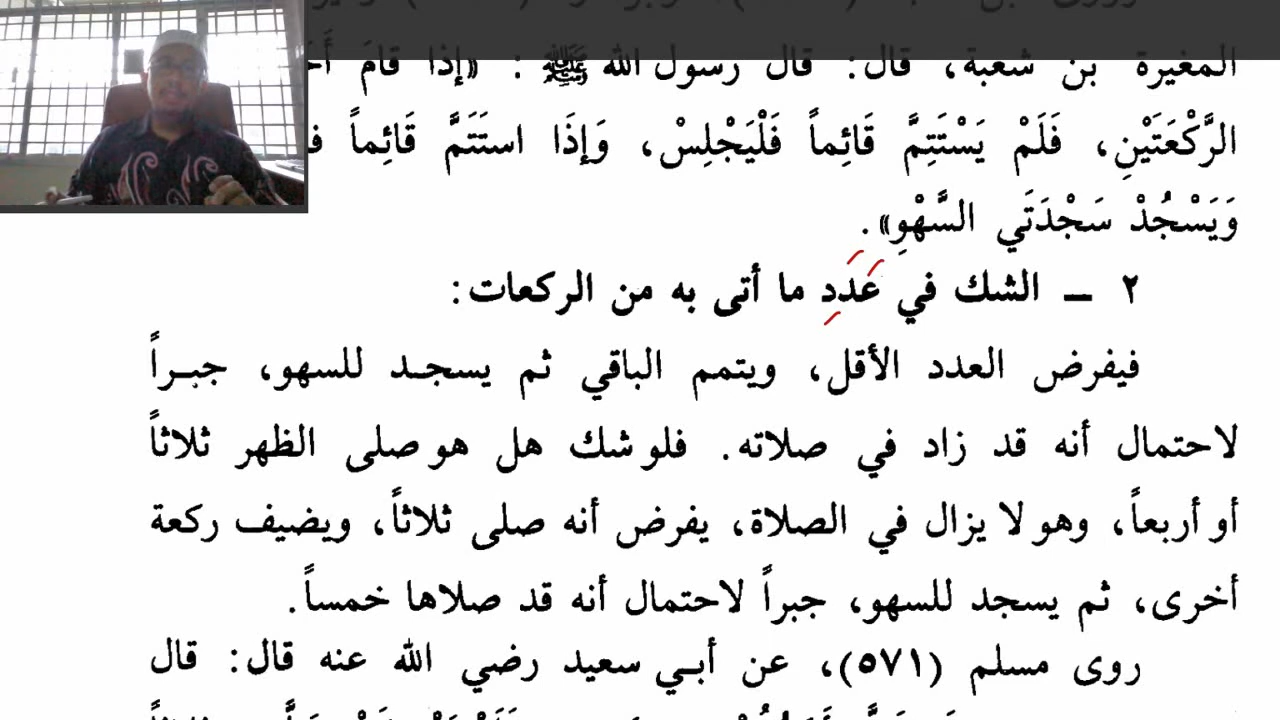 المغيرة بن شعبة، قال: قال رسول الله ﷺ : «إذا قامَ
الرَّكْعَتَيْنِ، فَلَمْ يَسْتَتِمَّ قَائِماً فَلْيَجْلِسْ، وَإِذَا استَتَمَّ قَائِماً
وَيَسْجُدْ سَجْدَتَي السَّهْوِ».
٢ ــ الشك في عَدَدِ ما أتى به من الركعات:
فيفرض العدد الأقل، ويتمم الباقي ثم يسجد للسهو، جبراً
لاحتمال أنه قد زاد في صلاته. فلو شك هل هو صلى الظهر ثلاثاً
أو أربعاً، وهو لا يزال في الصلاة، يفرض أنه صلى ثلاثاً، ويضيف ركعة
أخرى، ثم يسجد للسهو، جبراً لاحتمال أنه قد صلاها خمساً.
روى مسلم (٥٧١)، عن أبي سعيد رضي الله عنه قال: قال